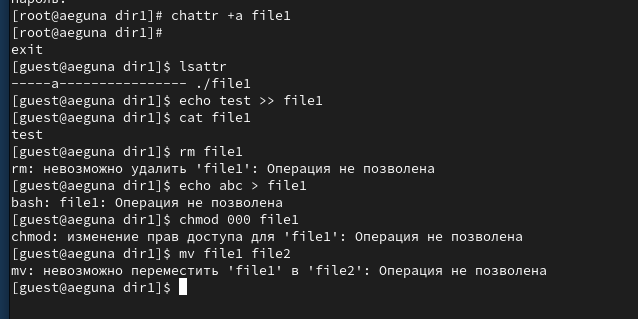 пароль:
[root@aeguna dir1]# chattr +a file1
[root@aeguna dir1]#
exit
[guest@aeguna dir1]$ lsattr
-----a---------------- ./file1
[guest@aeguna dir1]$ echo test >> file1
[guest@aeguna dir1]$ cat file1
test
[guest@aeguna dir1]$ rm file1
rm: невозможно удалить 'file1': Операция не позволена
[guest@aeguna dir1]$ echo abc > file1
bash: file1: Операция не позволена
[guest@aeguna dir1]$ chmod 000 file1
chmod: изменение прав доступа для 'file1': Операция не позволена
[guest@aeguna dir1]$ mv file1 file2
mv: невозможно переместить 'file1' в 'file2': Операция не позволена
[guest@aeguna dir1]$